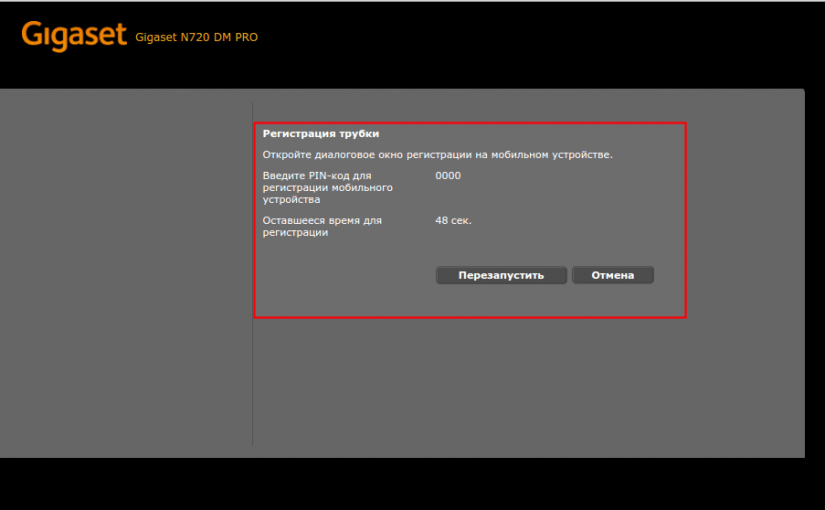 Gigaset Gigaset N720 DM PRO
Регистрация трубки
Откройте диалоговое окно регистрации на мобильном устройстве.
Введите PIN-код для 0000
регистрации мобильного
устройства
Оставшееся время для 48 сек.
регистрации
Перезапустить Отмена